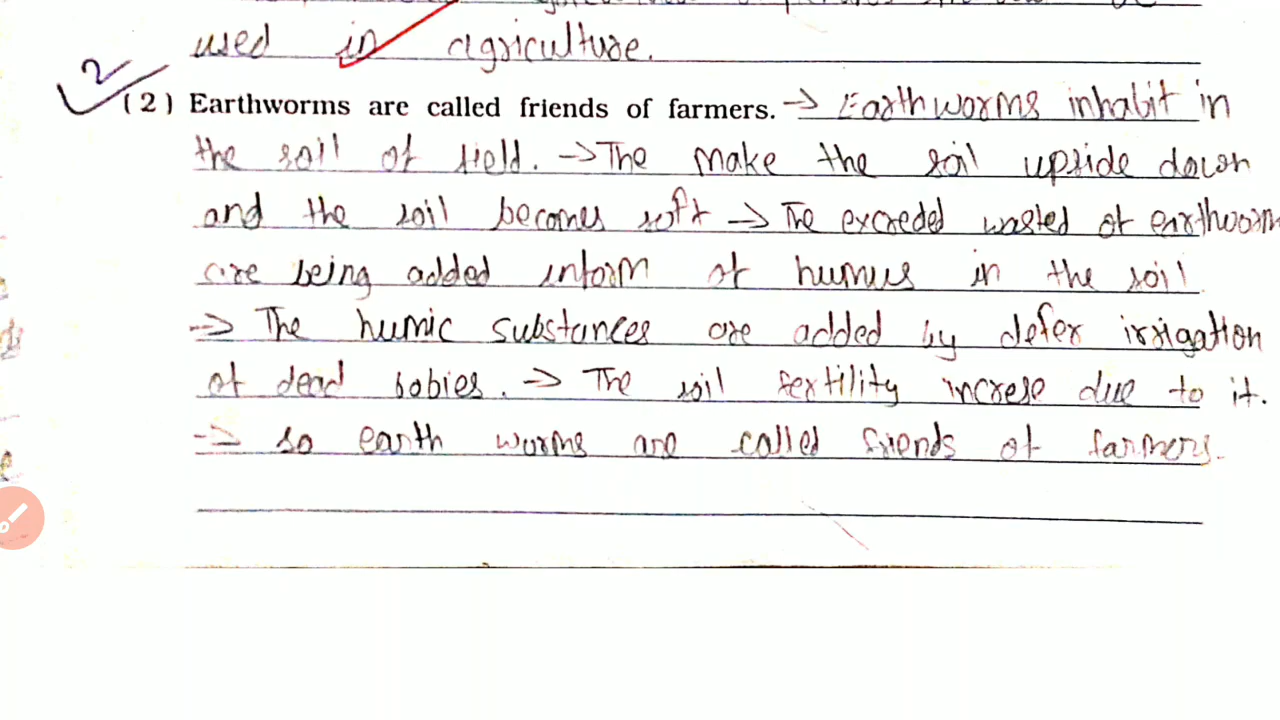 used in agriculture.
2
(2) Earthworms are called friends of farmers. → Earthworms inhabit in
the soil of field. → The make the soil upside down
and the soil becomes soft → The excreded wasted of earthworm
are being added inform of humus in the soil.
→ The humic substances are added by defer irrigation
of dead bobies. → The soil fertility increse due to it.
→ so earth worms are called friends of farmers.